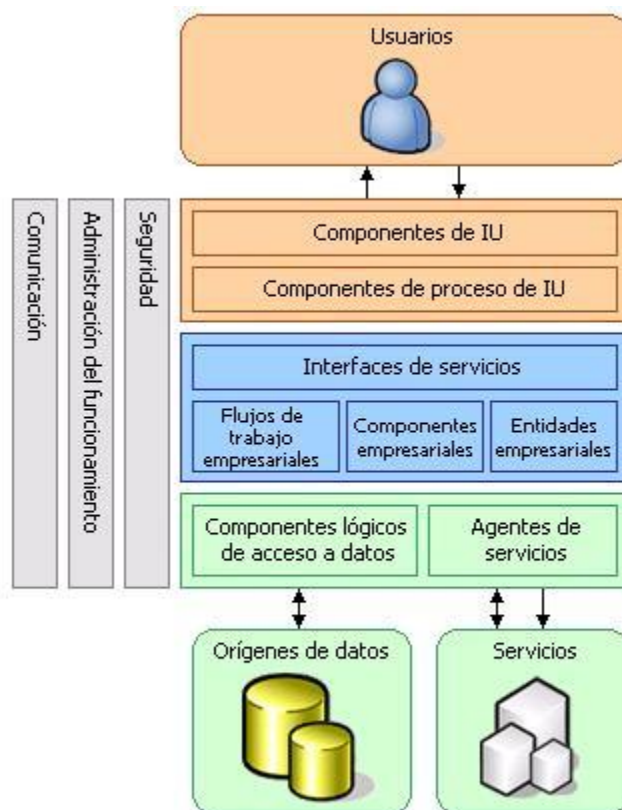 Usuarios
Comunicación
Administración del funcionamiento
Seguridad
Componentes de IU
Componentes de proceso de IU
Interfaces de servicios
Flujos de
trabajo
empresariales
Componentes
empresariales
Entidades
empresariales
Componentes lógicos
de acceso a datos
Agentes de
servicios
Orígenes de datos
Servicios